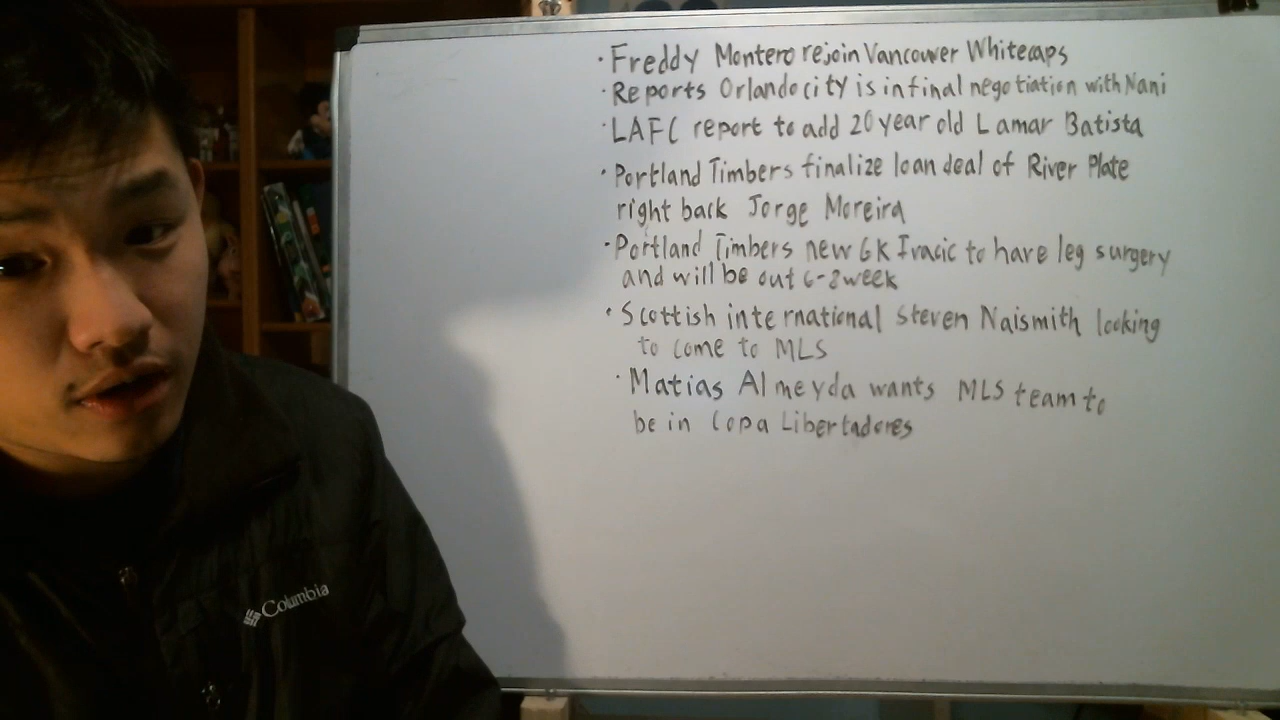 · Freddy Montero rejoin Vancouver Whitecaps
· Reports Orlando city is in final negotiation with Nani
· LAFC report to add 20 year old Lamar Batista
· Portland Timbers finalize loan deal of River Plate
right back Jorge Moreira
· Portland Timbers new GK Ivacic to have leg surgery
and will be out 6-8 week
· Scottish international Steven Naismith looking
to come to MLS
· Matias Almeyda wants MLS team to
be in Copa Libertadores
Columbia